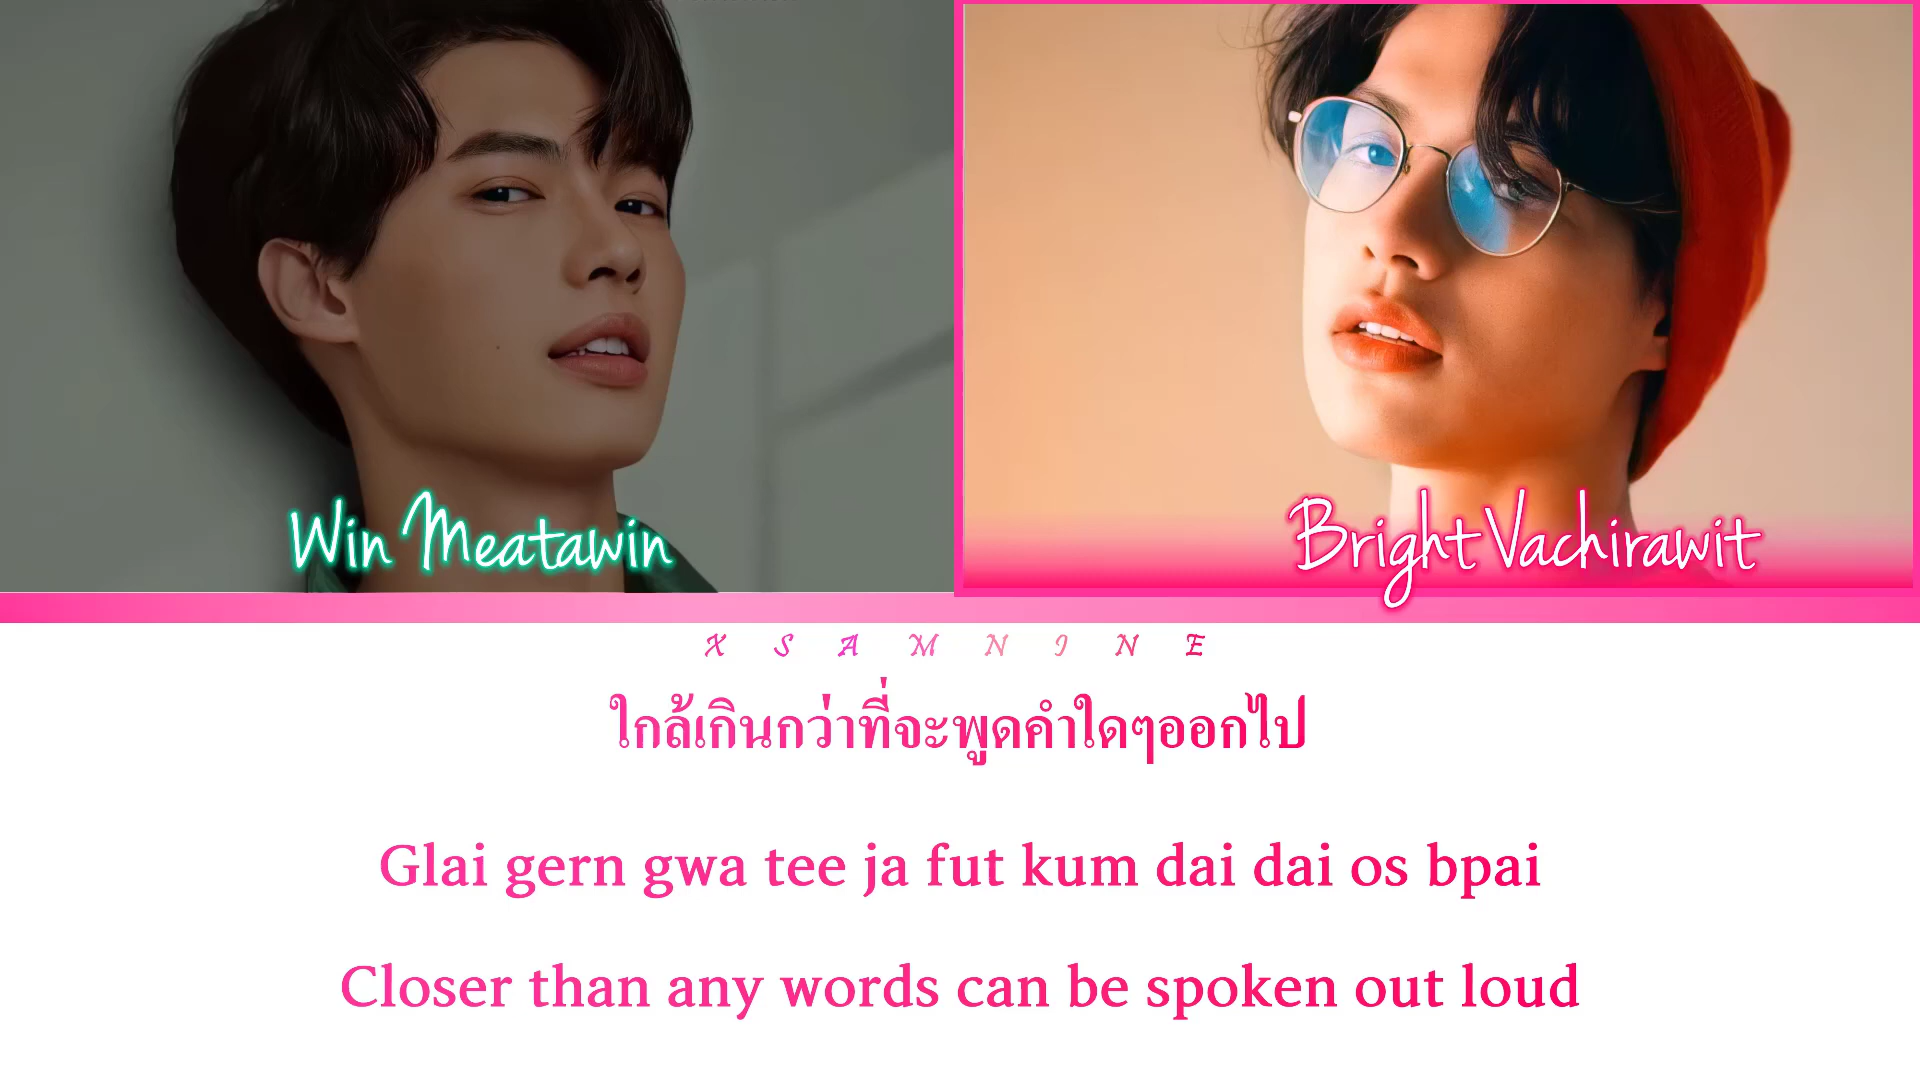 Win Meatawin
Bright Vachirawit
X S A M N I N E
ใกล้เกินกว่าที่จะพูดคำใดๆออกไป
Glai gern gwa tee ja fut kum dai dai os bpai
Closer than any words can be spoken out loud